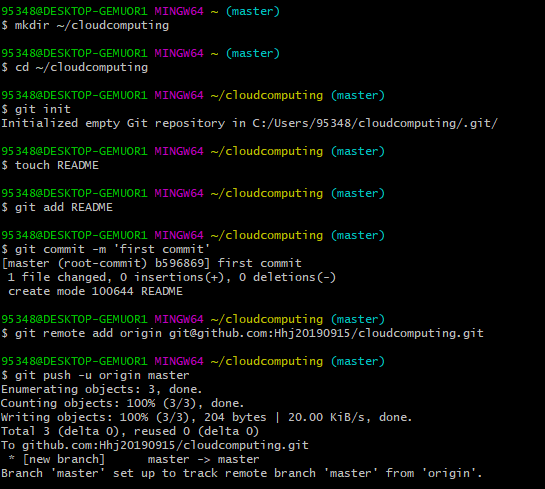 95348@DESKTOP-GEMUOR1 MINGW64 ~ (master)
$ mkdir ~/cloudcomputing
95348@DESKTOP-GEMUOR1 MINGW64 ~ (master)
$ cd ~/cloudcomputing
95348@DESKTOP-GEMUOR1 MINGW64 ~/cloudcomputing (master)
$ git init
Initialized empty Git repository in C:/Users/95348/cloudcomputing/.git/
95348@DESKTOP-GEMUOR1 MINGW64 ~/cloudcomputing (master)
$ touch README
95348@DESKTOP-GEMUOR1 MINGW64 ~/cloudcomputing (master)
$ git add README
95348@DESKTOP-GEMUOR1 MINGW64 ~/cloudcomputing (master)
$ git commit -m 'first commit'
[master (root-commit) b596869] first commit
 1 file changed, 0 insertions(+), 0 deletions(-)
 create mode 100644 README
95348@DESKTOP-GEMUOR1 MINGW64 ~/cloudcomputing (master)
$ git remote add origin git@github.com:Hhj20190915/cloudcomputing.git
95348@DESKTOP-GEMUOR1 MINGW64 ~/cloudcomputing (master)
$ git push -u origin master
Enumerating objects: 3, done.
Counting objects: 100% (3/3), done.
Writing objects: 100% (3/3), 204 bytes | 20.00 KiB/s, done.
Total 3 (delta 0), reused 0 (delta 0)
To github.com:Hhj20190915/cloudcomputing.git
 * [new branch]      master -> master
Branch 'master' set up to track remote branch 'master' from 'origin'.